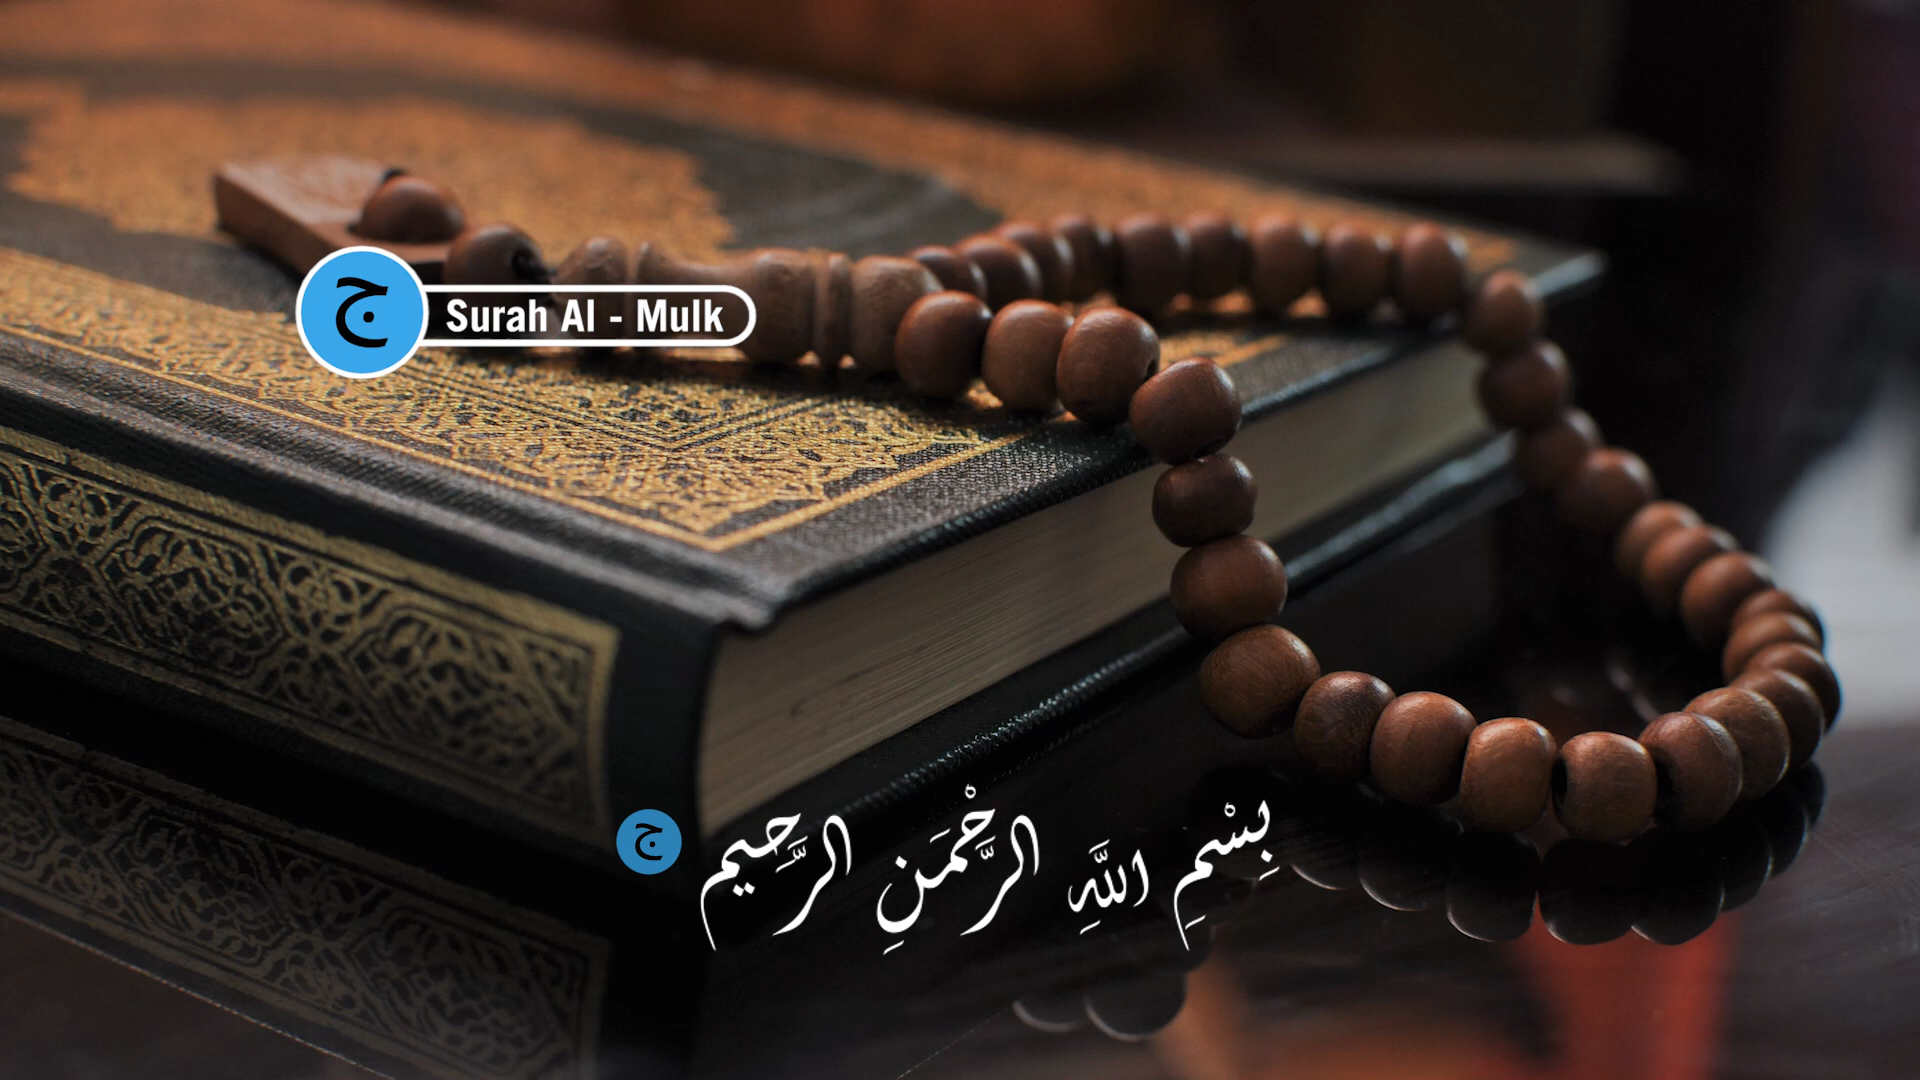 ج
Surah Al - Mulk
بِسْمِ اللَّهِ الرَّحْمَنِ الرَّحِيم
ج